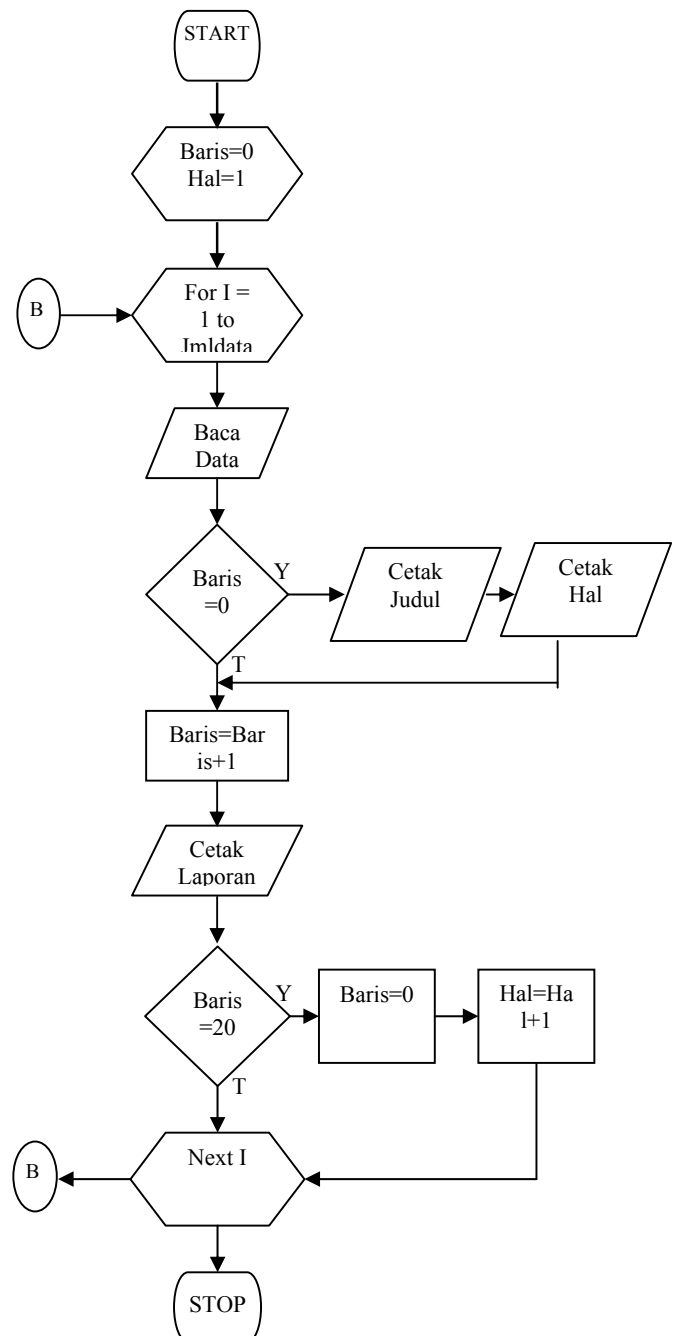 START
Baris=0
Hal=1
B
For I =
1 to
Jmldata
Baca
Data
Baris
=0
Y
Cetak
Judul
Cetak
Hal
T
Baris=Bar
is+1
Cetak
Laporan
Baris
=20
Y
Baris=0
Hal=Ha
l+1
T
Next I
B
STOP